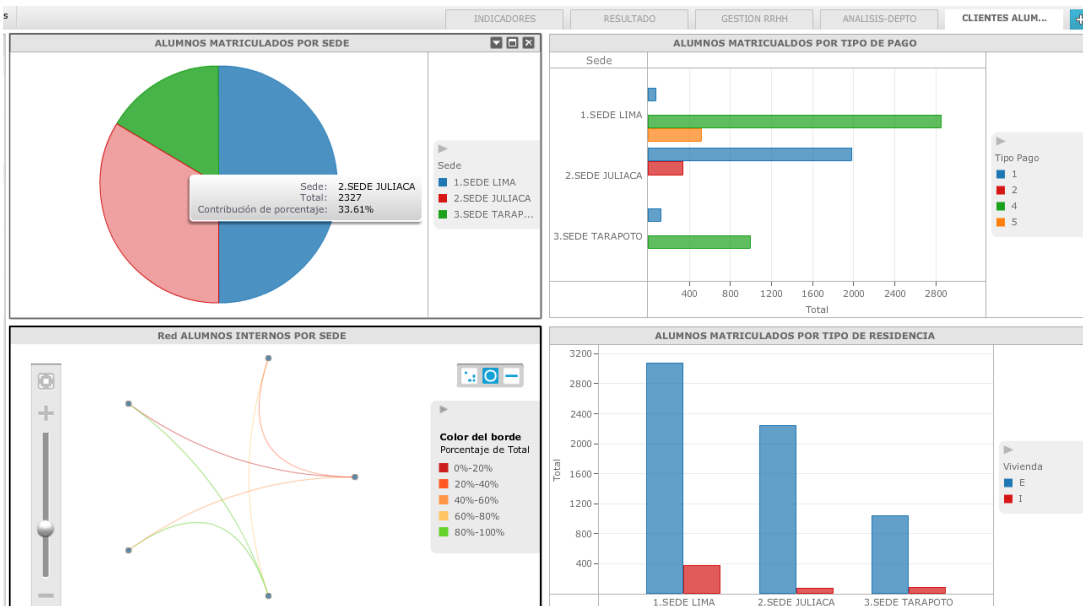 s
INDICADORES
RESULTADO
GESTION RRHH
ANALISIS-DEPTO
CLIENTES ALUM...
ALUMNOS MATRICULADOS POR SEDE
Sede: 2.SEDE JULIACA
Total: 2327
Contribución de porcentaje: 33.61%
Sede
1.SEDE LIMA
2.SEDE JULIACA
3.SEDE TARAP...
ALUMNOS MATRICUALDOS POR TIPO DE PAGO
Sede
1.SEDE LIMA
2.SEDE JULIACA
3.SEDE TARAPOTO
400 800 1200 1600 2000 2400 2800
Total
Tipo Pago
1
2
4
5
Red ALUMNOS INTERNOS POR SEDE
Color del borde
Porcentaje de Total
0%-20%
20%-40%
40%-60%
60%-80%
80%-100%
ALUMNOS MATRICULADOS POR TIPO DE RESIDENCIA
3200
2800
2400
2000
1600
1200
800
400
Total
1.SEDE LIMA 2.SEDE JULIACA 3.SEDE TARAPOTO
Vivienda
E
I